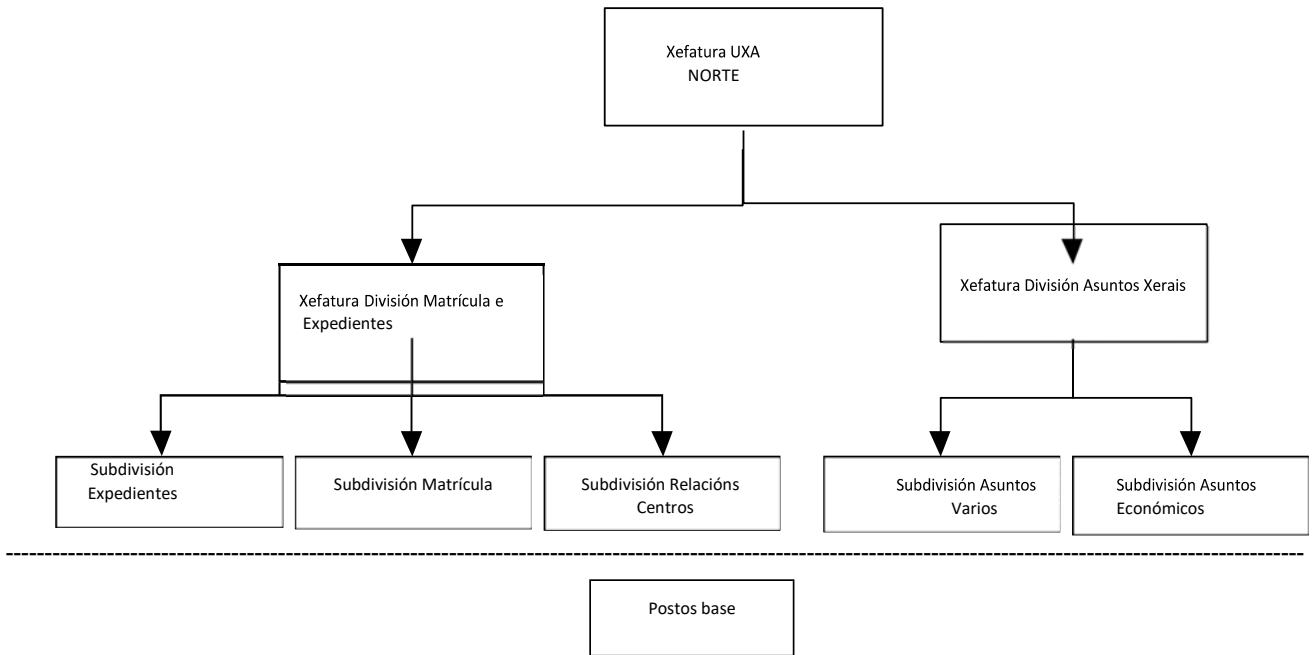 Xefatura UXA
NORTE
Xefatura División Matrícula e
Expedientes
Xefatura División Asuntos Xerais
Subdivisión
Expedientes
Subdivisión Matrícula
Subdivisión Relacións
Centros
Subdivisión Asuntos
Varios
Subdivisión Asuntos
Económicos
Postos base